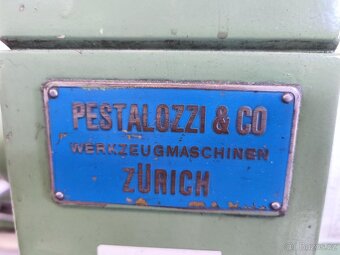 PESTALOZZI & CO
WERKZEUGMASCHINEN
ZÜRICH